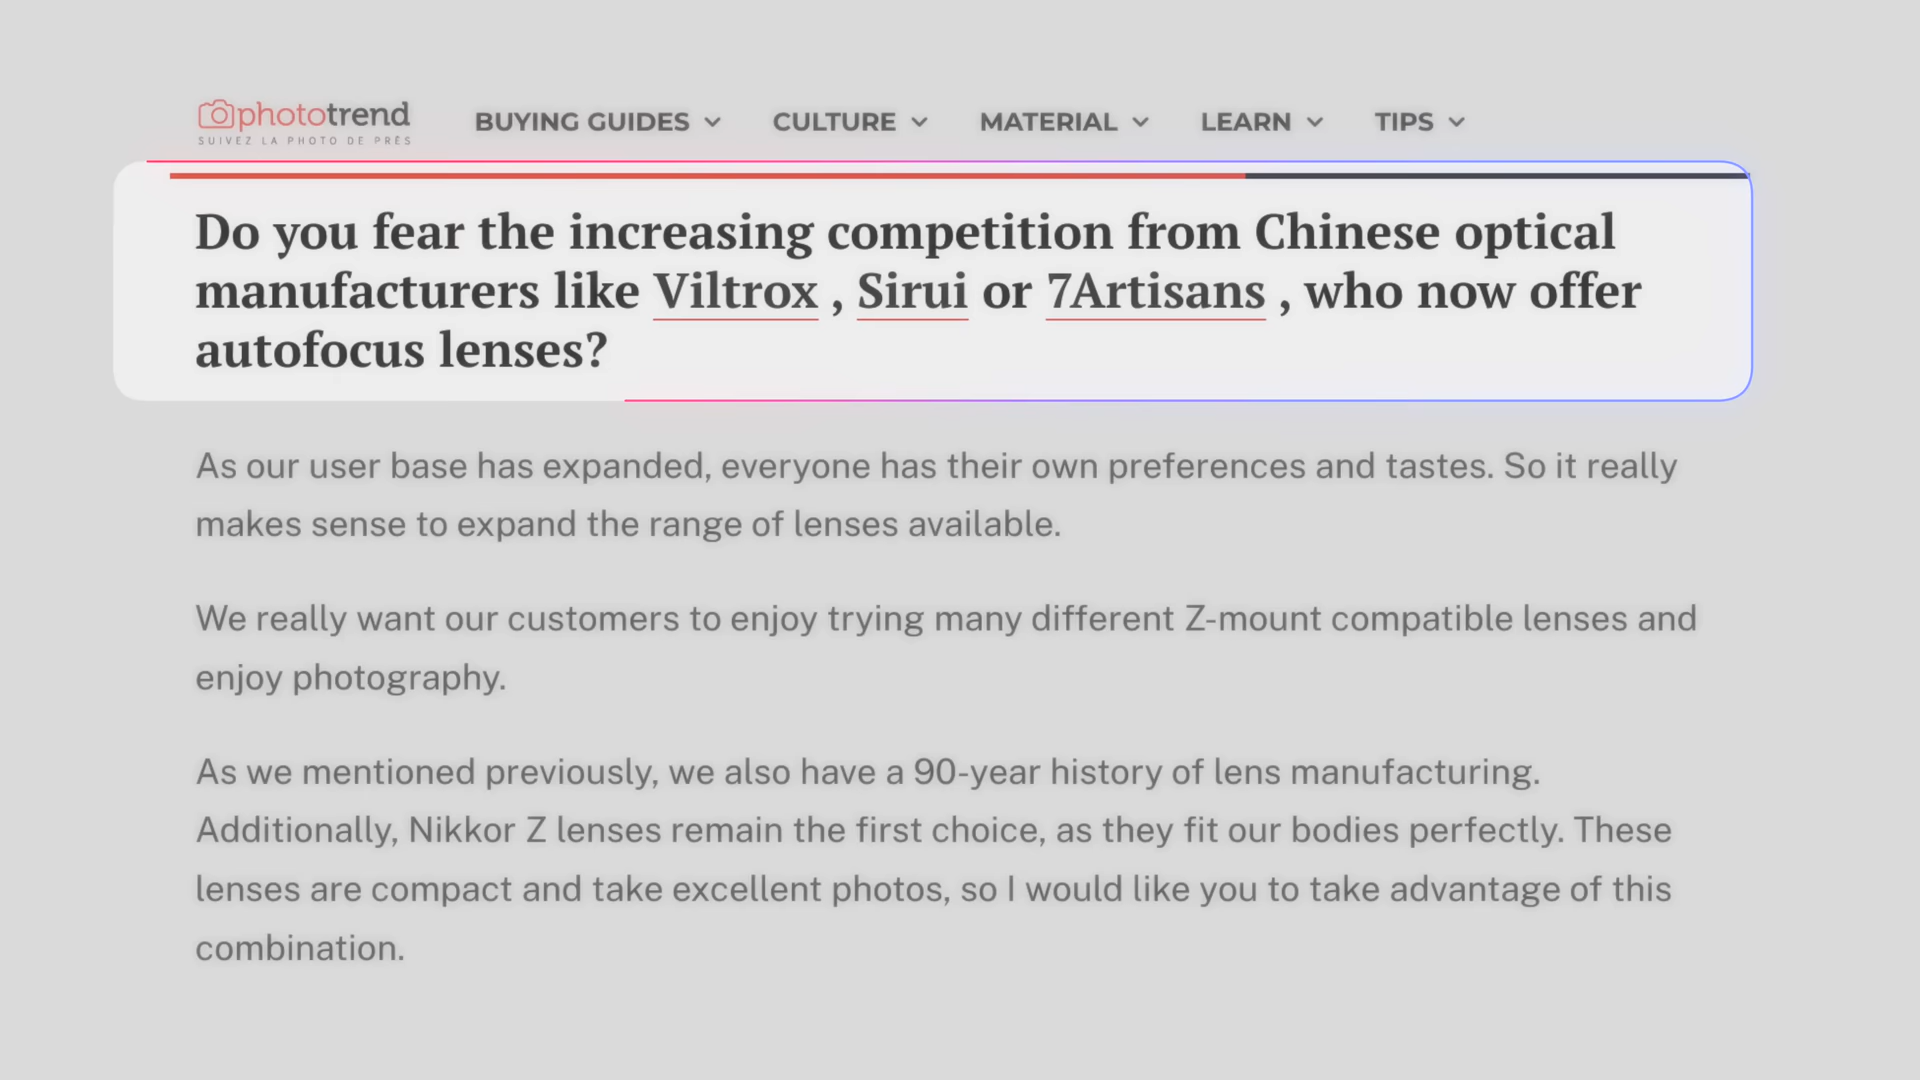 phototrend
SUIVEZ LA PHOTO DE PRÈS
BUYING GUIDES
CULTURE
MATERIAL
LEARN
TIPS
Do you fear the increasing competition from Chinese optical
manufacturers like Viltrox , Sirui or 7Artisans , who now offer
autofocus lenses?
As our user base has expanded, everyone has their own preferences and tastes. So it really
makes sense to expand the range of lenses available.
We really want our customers to enjoy trying many different Z-mount compatible lenses and
enjoy photography.
As we mentioned previously, we also have a 90-year history of lens manufacturing.
Additionally, Nikkor Z lenses remain the first choice, as they fit our bodies perfectly. These
lenses are compact and take excellent photos, so I would like you to take advantage of this
combination.